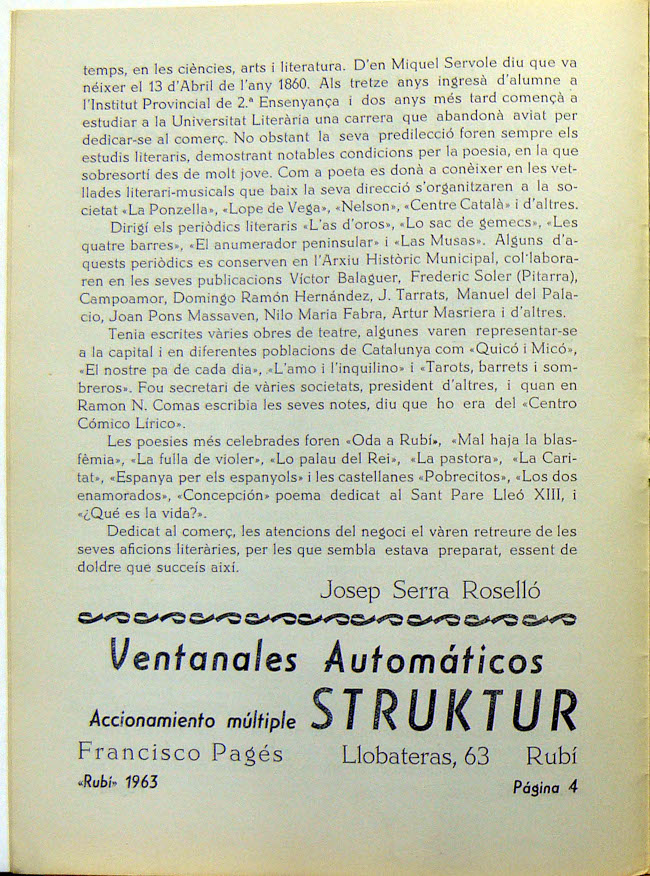 temps, en les ciències, arts i literatura. D'en Miquel Servole diu que va
néixer el 13 d'Abril de l'any 1860. Als tretze anys ingresà d'alumne a
l'Institut Provincial de 2.ª Ensenyança i dos anys més tard començà a
estudiar a la Universitat Literària una carrera que abandonà aviat per
dedicar-se al comerç. No obstant la seva predilecció foren sempre els
estudis literaris, demostrant notables condicions per la poesia, en la que
sobresortí des de molt jove. Com a poeta es donà a conèixer en les vet-
llades literari-musicals que baix la seva direcció s'organitzaren a la so-
cietat «La Ponzella», «Lope de Vega», «Nelson», «Centre Català» i d'altres.
Dirigí els periòdics literaris «L'as d'oros», «Lo sac de gemecs», «Les
quatre barres», «El anumerador peninsular» i «Las Musas». Alguns d'a-
quests periòdics es conserven en l'Arxiu Històric Municipal, col·labora-
ren en les seves publicacions Víctor Balaguer, Frederic Soler (Pitarra),
Campoamor, Domingo Ramón Hernández, J. Tarrats, Manuel del Pala-
cio, Joan Pons Massaven, Nilo Maria Fabra, Artur Masriera i d'altres.
Tenia escrites vàries obres de teatre, algunes varen representar-se
a la capital i en diferentes poblacions de Catalunya com «Quicó i Micó»,
«El nostre pa de cada dia», «L'amo i l'inquilino» i «Tarots, barrets i som-
breros». Fou secretari de vàries societats, president d'altres, i quan en
Ramon N. Comas escribia les seves notes, diu que ho era del «Centro
Cómico Lírico».
Les poesies més celebrades foren «Oda a Rubí», «Mal haja la blas-
fêmia», «La fulla de violer», «Lo palau del Rei», «La pastora», «La Cari-
tat», «Espanya per els espanyols» i les castellanes «Pobrecitos», «Los dos
enamorados», «Concepción» poema dedicat al Sant Pare Lleó XIII, i
«¿Qué es la vida?».
Dedicat al comerç, les atencions del negoci el vàren retreure de les
seves aficions literàries, per les que sembla estava preparat, essent de
doldre que succeís així.
Josep Serra Roselló
Ventanales Automáticos
Accionamiento múltiple STRUKTUR
Francisco Pagés Llobateras, 63 Rubí
«Rubí» 1963 Página 4